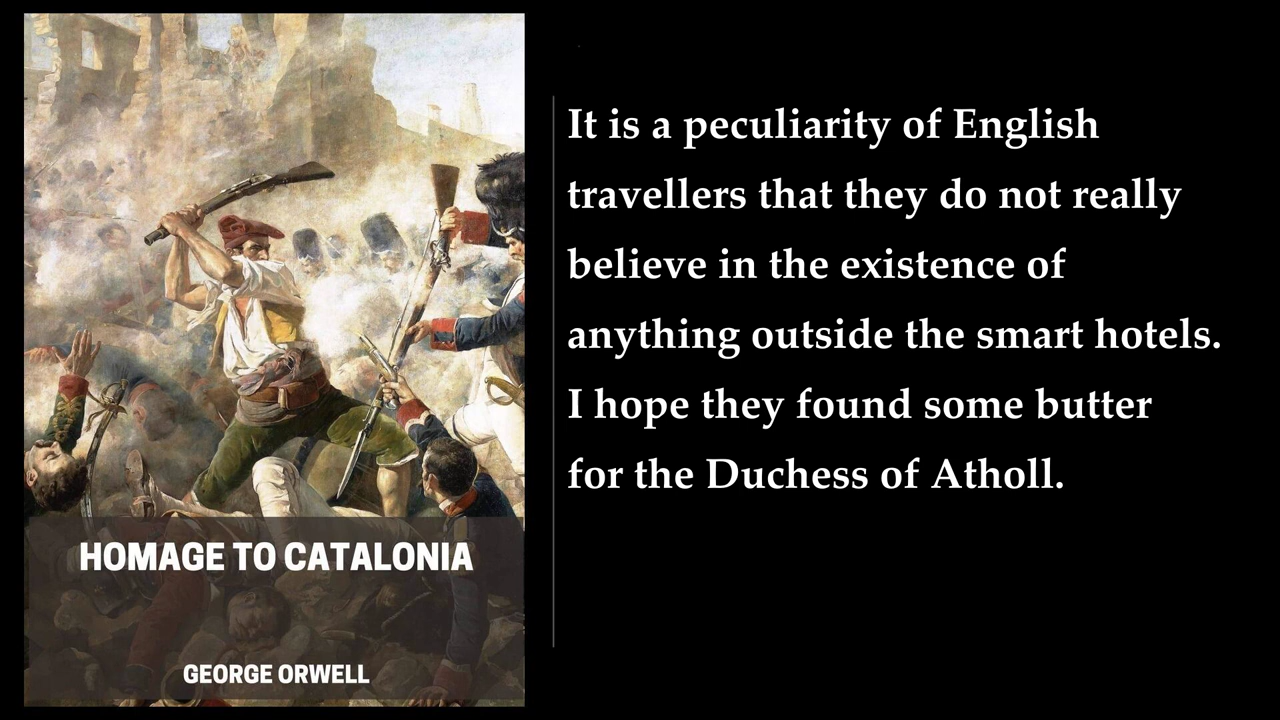 HOMAGE TO CATALONIA
GEORGE ORWELL
It is a peculiarity of English
travellers that they do not really
believe in the existence of
anything outside the smart hotels.
I hope they found some butter
for the Duchess of Atholl.